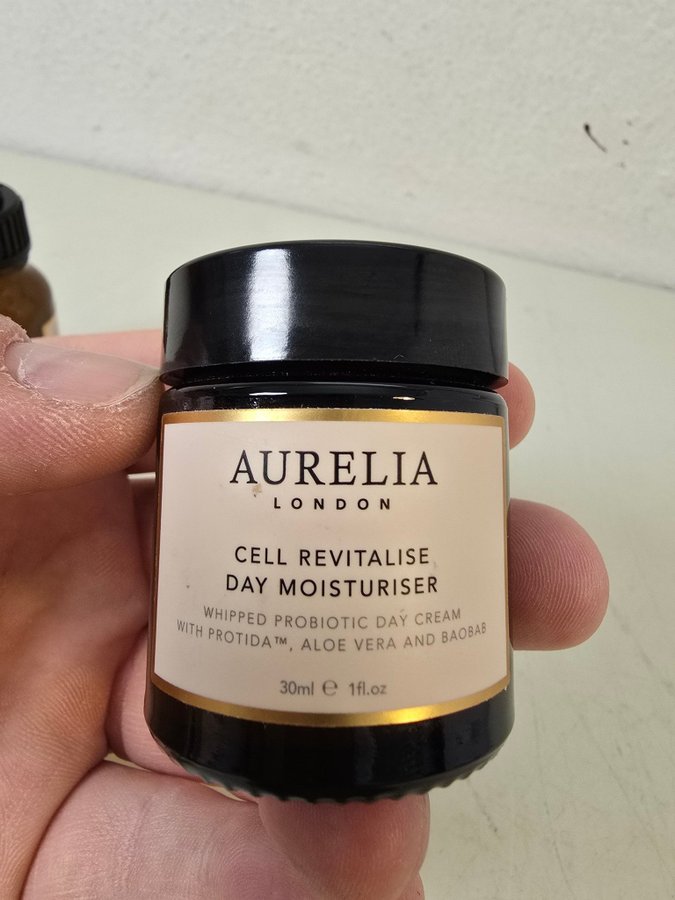 AURELIA
LONDON
CELL REVITALISE
DAY MOISTURISER
WHIPPED PROBIOTIC DAY CREAM
WITH PROTIDA™, ALOE VERA AND BAOBAB
30ml ℮ 1fl.oz